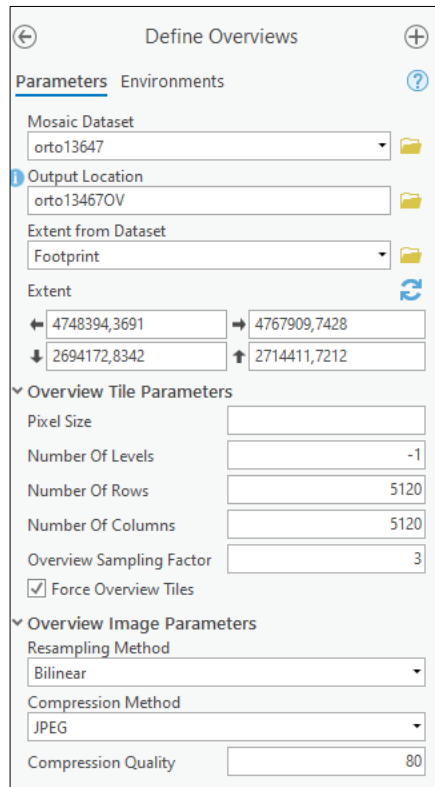 Define Overviews
Parameters Environments
Mosaic Dataset
orto13647
Output Location
orto13467OV
Extent from Dataset
Footprint
Extent
4748394,3691 4767909,7428
2694172,8342 2714411,7212
Overview Tile Parameters
Pixel Size
Number Of Levels -1
Number Of Rows 5120
Number Of Columns 5120
Overview Sampling Factor 3
Force Overview Tiles
Overview Image Parameters
Resampling Method
Bilinear
Compression Method
JPEG
Compression Quality 80